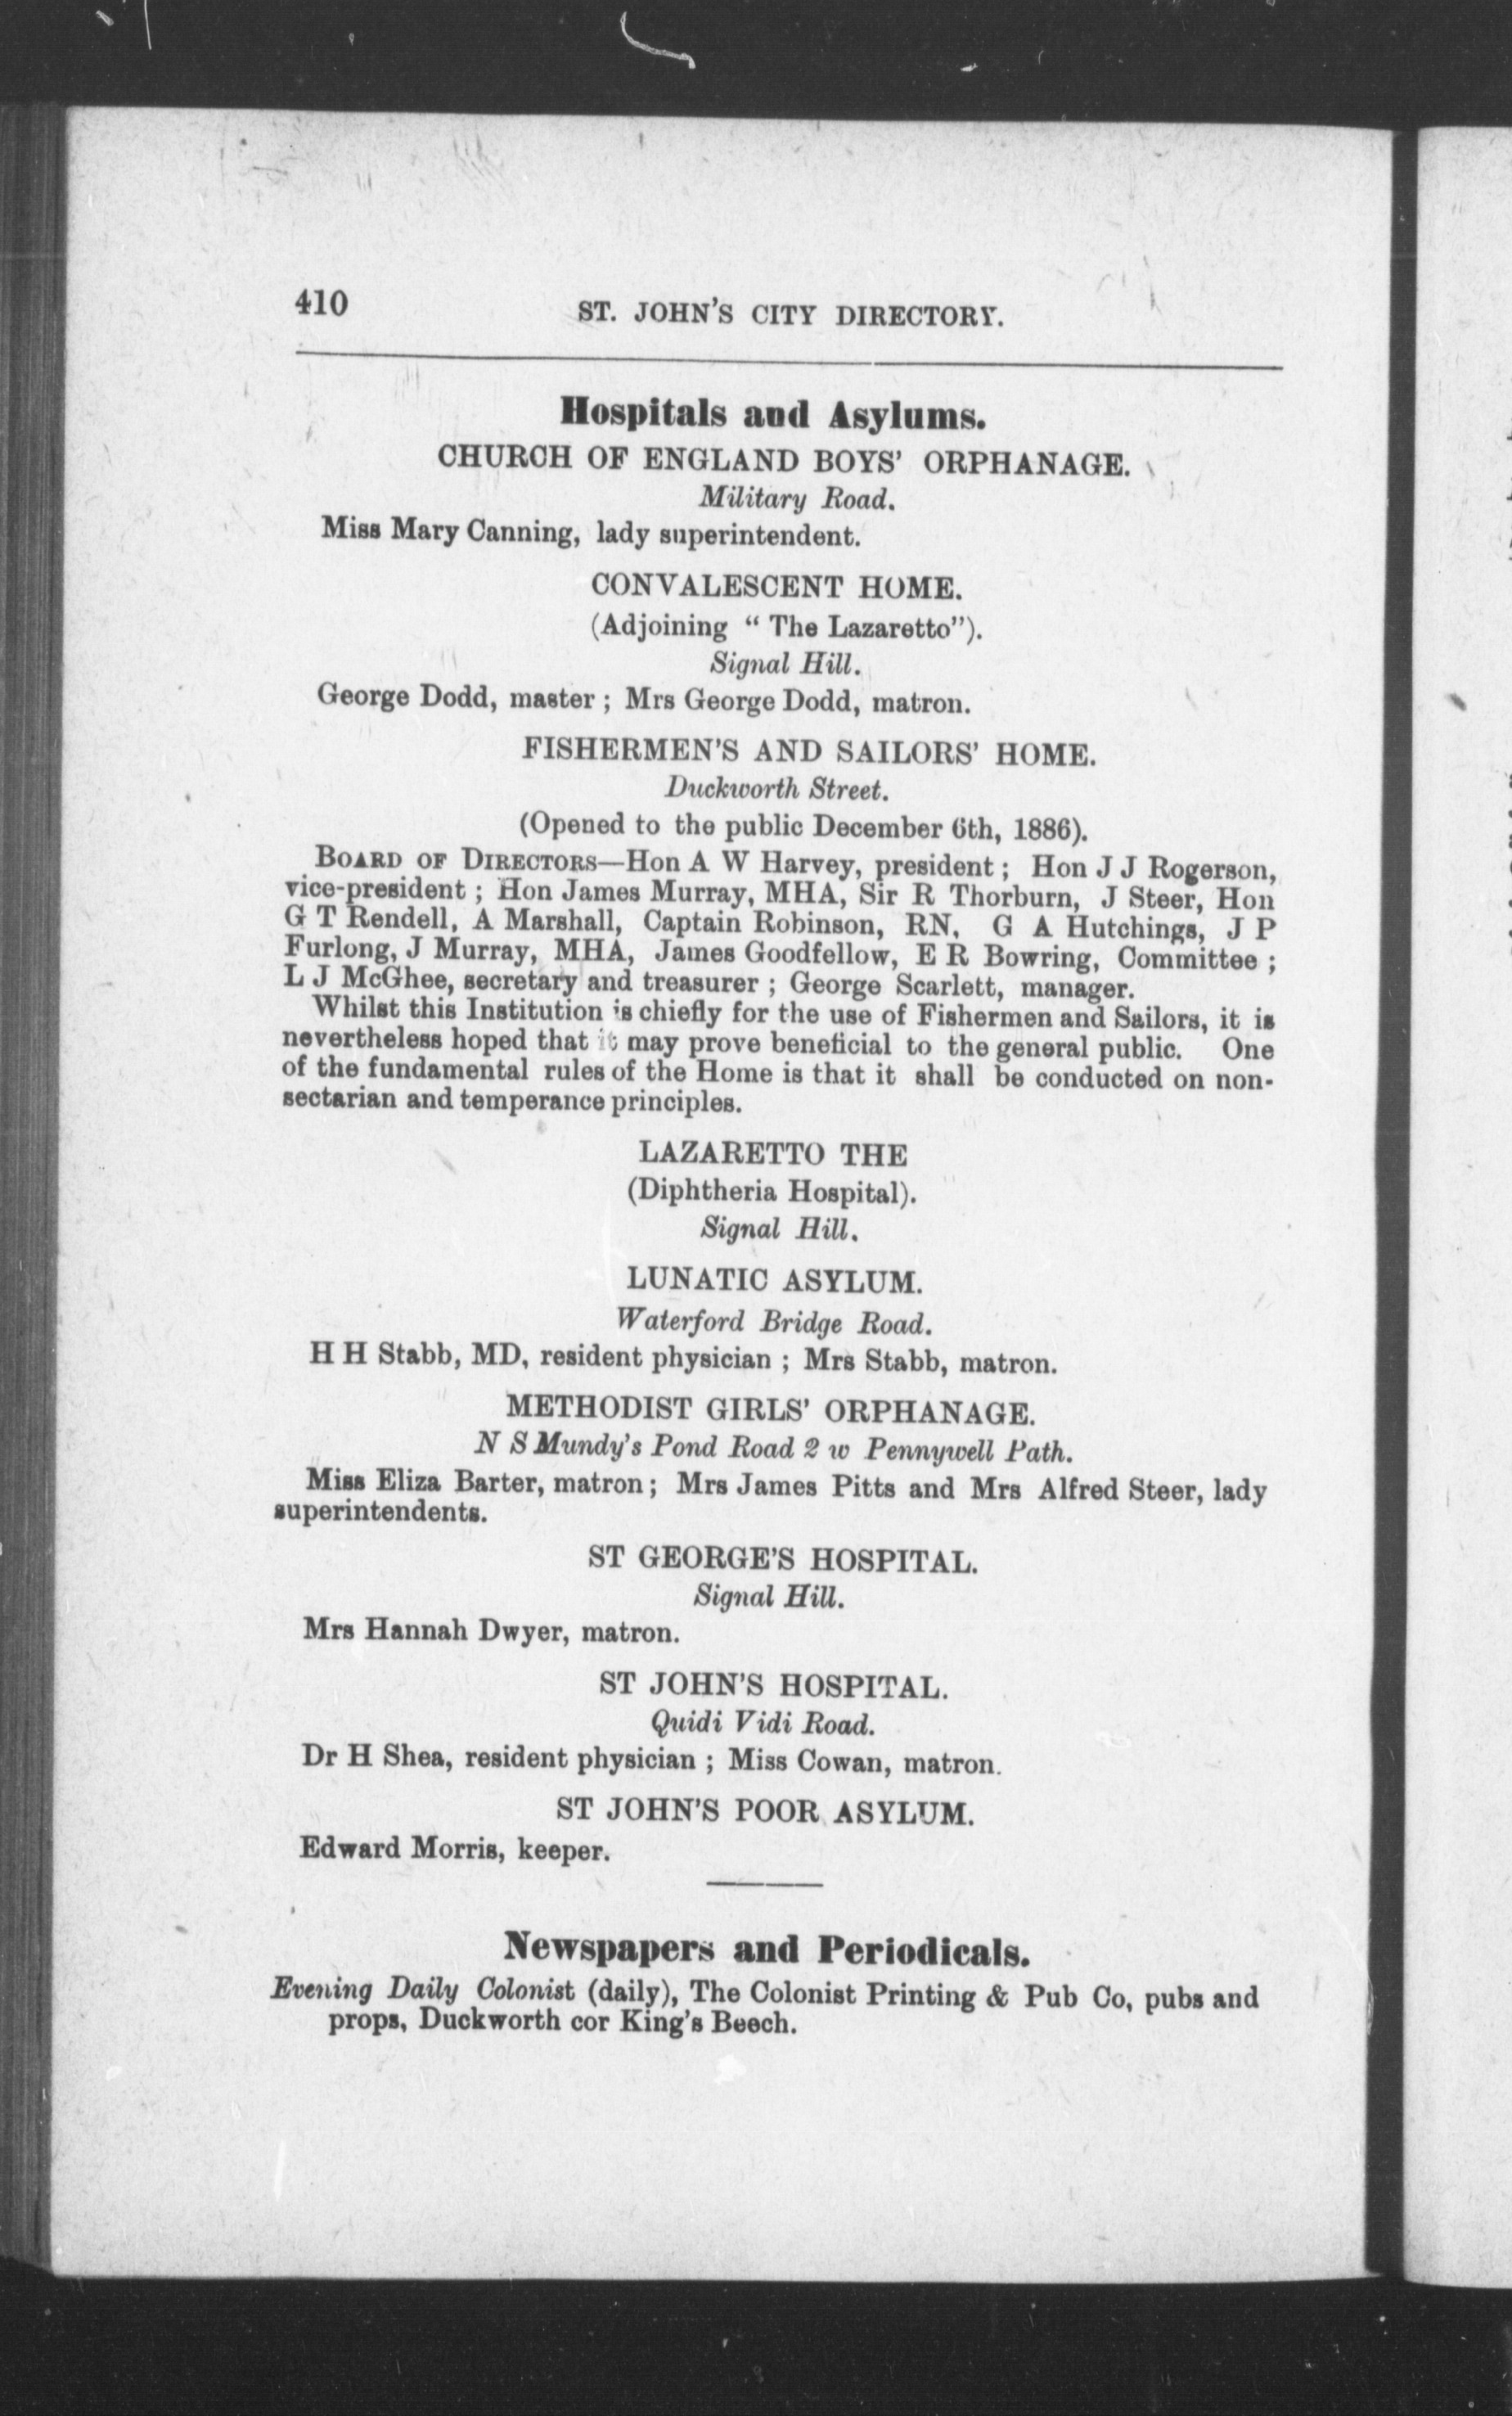 410
ST. JOHN'S CITY DIRECTORY.
Hospitals and Asylums.
CHURCH OF ENGLAND BOYS' ORPHANAGE.
Military Road.
Miss Mary Canning, lady superintendent.
CONVALESCENT HOME.
(Adjoining " The Lazaretto").
Signal Hill.
George Dodd, master ; Mrs George Dodd, matron.
FISHERMEN'S AND SAILORS' HOME.
Duckworth Street.
(Opened to the public December 6th, 1886).
BOARD OF DIRECTORS—Hon A W Harvey, president ; Hon J J Rogerson,
vice-president ; Hon James Murray, MHA, Sir R Thorburn, J Steer, Hon
G T Rendell, A Marshall, Captain Robinson, RN, G A Hutchings, J P
Furlong, J Murray, MHA, James Goodfellow, E R Bowring, Committee ;
L J McGhee, secretary and treasurer ; George Scarlett, manager.
Whilst this Institution is chiefly for the use of Fishermen and Sailors, it is
nevertheless hoped that it may prove beneficial to the general public. One
of the fundamental rules of the Home is that it shall be conducted on non-
sectarian and temperance principles.
LAZARETTO THE
(Diphtheria Hospital).
Signal Hill.
LUNATIC ASYLUM.
Waterford Bridge Road.
H H Stabb, MD, resident physician ; Mrs Stabb, matron.
METHODIST GIRLS' ORPHANAGE.
N S Mundy's Pond Road 2 w Pennywell Path.
Miss Eliza Barter, matron ; Mrs James Pitts and Mrs Alfred Steer, lady
superintendents.
ST GEORGE'S HOSPITAL.
Signal Hill.
Mrs Hannah Dwyer, matron.
ST JOHN'S HOSPITAL.
Quidi Vidi Road.
Dr H Shea, resident physician ; Miss Cowan, matron.
ST JOHN'S POOR ASYLUM.
Edward Morris, keeper.
Newspapers and Periodicals.
Evening Daily Colonist (daily), The Colonist Printing & Pub Co, pubs and
props, Duckworth cor King's Beech.